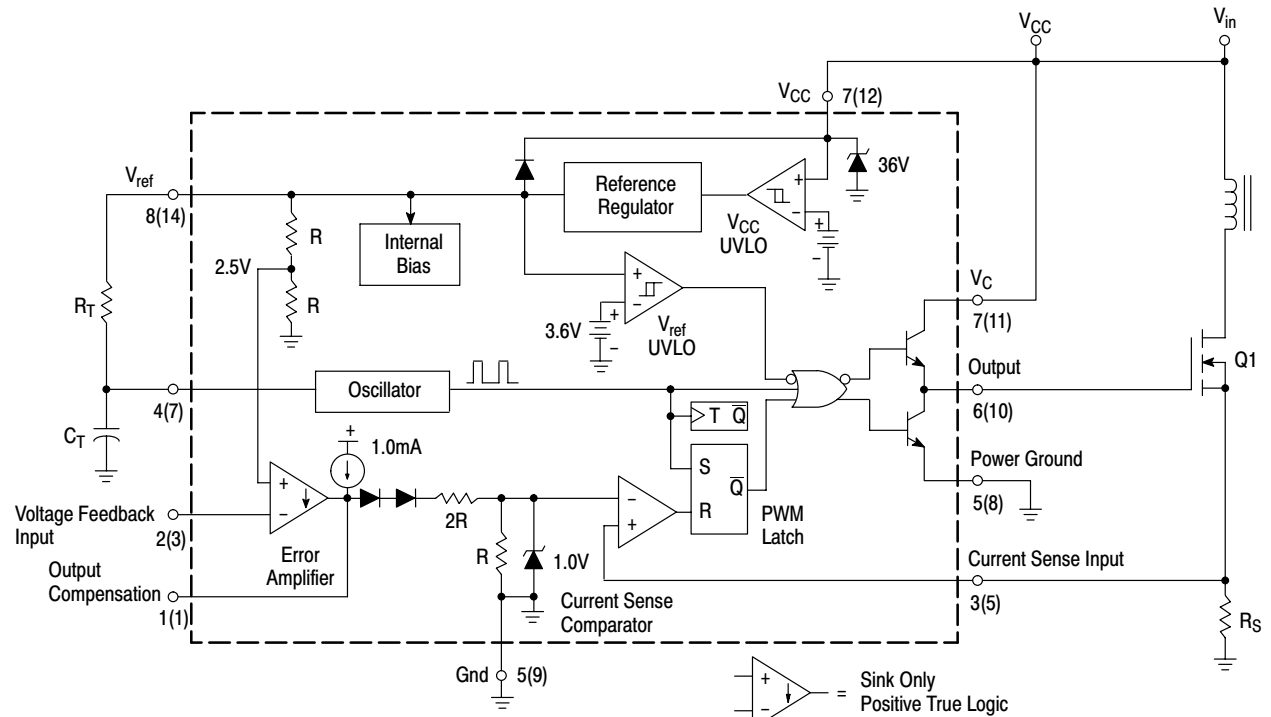 V_CC
V_in
V_CC 7(12)
V_ref
8(14)
R
Internal
Bias
Reference
Regulator
+
−
V_CC
UVLO
+
−
36V
2.5V
R
R_T
+
−
3.6V
+
−
V_ref
UVLO
V_C
7(11)
Q1
Output
6(10)
4(7)
Oscillator
C_T
T Q̅
+
1.0mA
S
R
Q̅
PWM
Latch
Power Ground
5(8)
Voltage Feedback
Input
2(3)
+
−
Error
Amplifier
2R
R
1.0V
−
+
Current Sense
Comparator
Output
Compensation
1(1)
Current Sense Input
3(5)
R_S
Gnd
5(9)
+
−
=
Sink Only
Positive True Logic